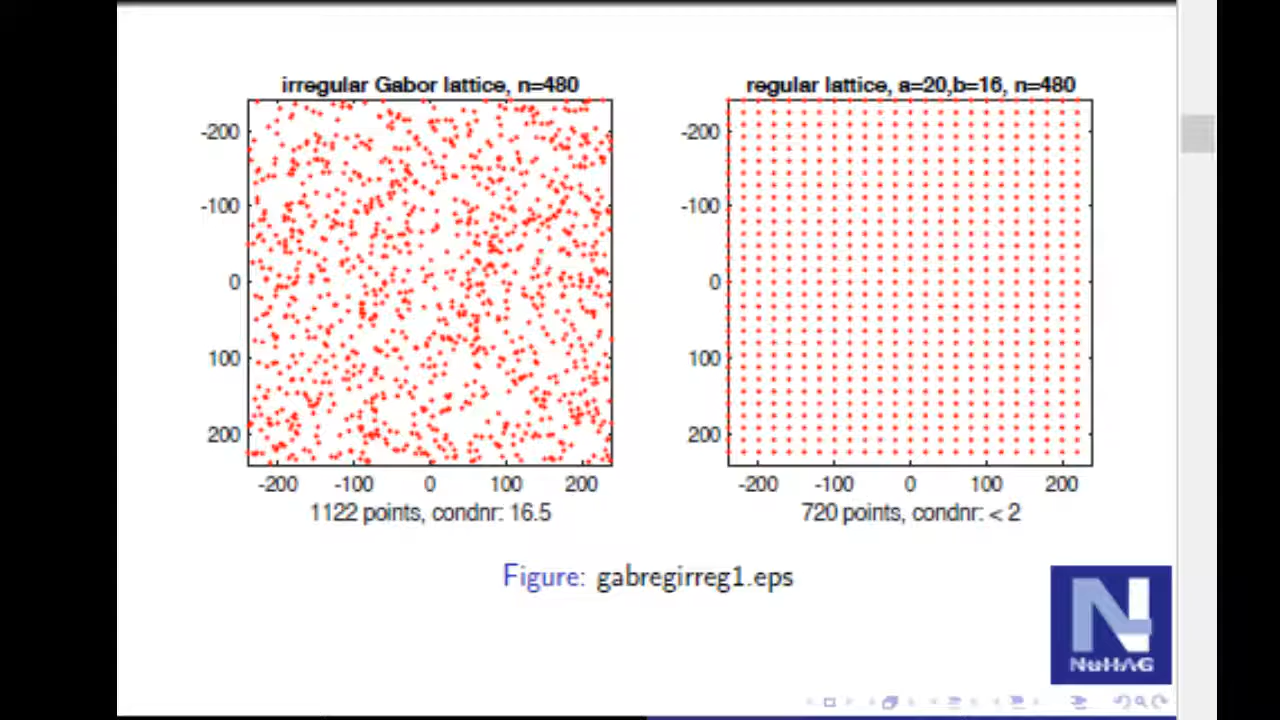 irregular Gabor lattice, n=480
-200
-100
0
100
200
-200 -100 0 100 200
1122 points, condnr: 16.5
regular lattice, a=20,b=16, n=480
-200
-100
0
100
200
-200 -100 0 100 200
720 points, condnr: < 2
Figure: gabregirreg1.eps
N
NuHAG